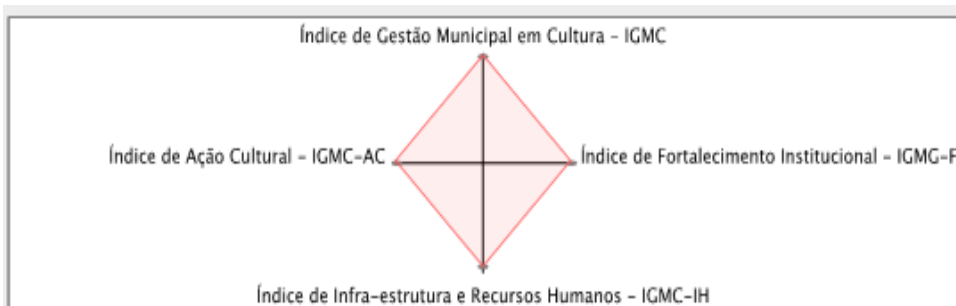 Índice de Gestão Municipal em Cultura - IGMC
Índice de Ação Cultural - IGMC-AC
Índice de Fortalecimento Institucional - IGMG-F
Índice de Infra-estrutura e Recursos Humanos - IGMC-IH